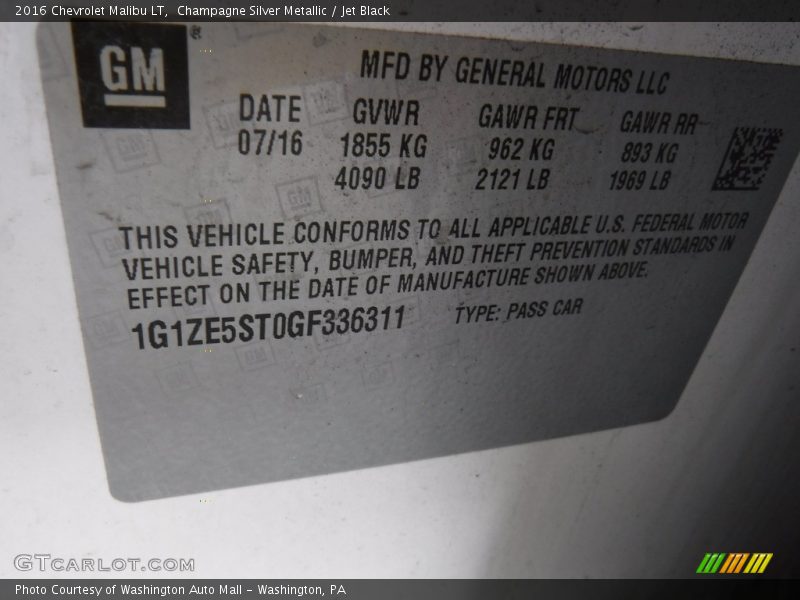 2016 Chevrolet Malibu LT,  Champagne Silver Metallic / Jet Black
GM ®
MFD BY GENERAL MOTORS LLC
DATE GVWR GAWR FRT GAWR RR
07/16 1855 KG 962 KG 893 KG
4090 LB 2121 LB 1969 LB
THIS VEHICLE CONFORMS TO ALL APPLICABLE U.S. FEDERAL MOTOR
VEHICLE SAFETY, BUMPER, AND THEFT PREVENTION STANDARDS IN
EFFECT ON THE DATE OF MANUFACTURE SHOWN ABOVE.
1G1ZE5ST0GF336311 TYPE: PASS CAR
GTCARLOT.COM
Photo Courtesy of Washington Auto Mall - Washington, PA